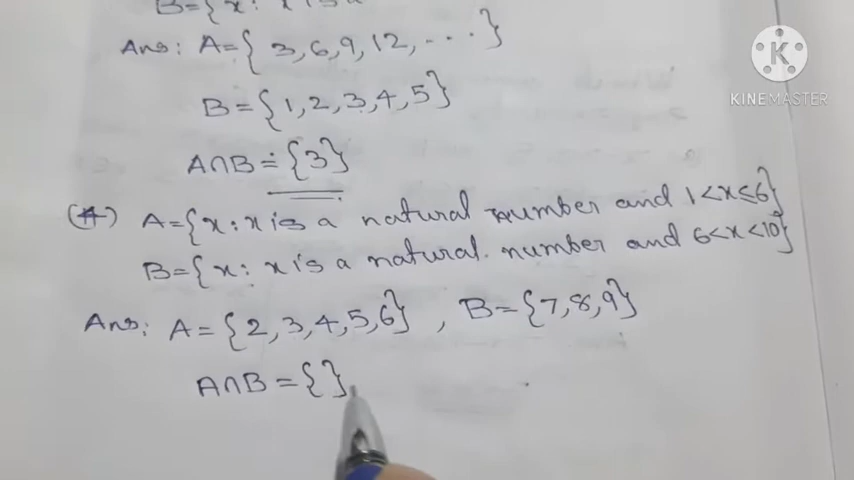 B={x: x is a
Ans: A={3,6,9,12,....}
KINEMASTER
B={1,2,3,4,5}
A∩B={3}
(4) A={x:x is a natural number and 1<x≤6}
B={x: x is a natural. number and 6<x<10}
Ans: A={2,3,4,5,6}, B={7,8,9}
A∩B={}